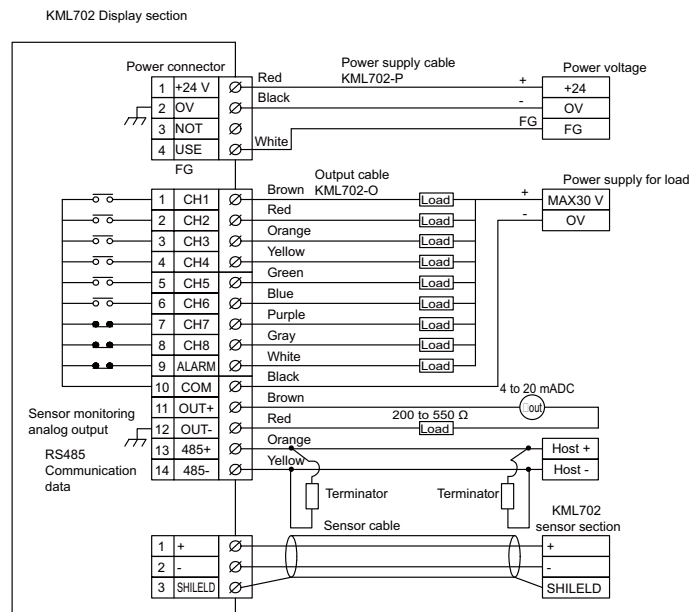 KML702 Display section
Power connector
Power supply cable
KML702-P
Power voltage
1 +24 V Red + +24
2 OV Black - OV
3 NOT FG FG
4 USE White
FG
Output cable
KML702-O
Power supply for load
1 CH1 Brown Load + MAX30 V
2 CH2 Red Load - OV
3 CH3 Orange Load
4 CH4 Yellow Load
5 CH5 Green Load
6 CH6 Blue Load
7 CH7 Purple Load
8 CH8 Gray Load
9 ALARM White Load
10 COM Black
4 to 20 mADC
Sensor monitoring
analog output
11 OUT+ Brown out
12 OUT- Red 200 to 550 Ω Load
RS485
Communication
data
13 485+ Orange Host +
14 485- Yellow Host -
Terminator Terminator
Sensor cable
KML702
sensor section
1 + +
2 - -
3 SHILELD SHILELD